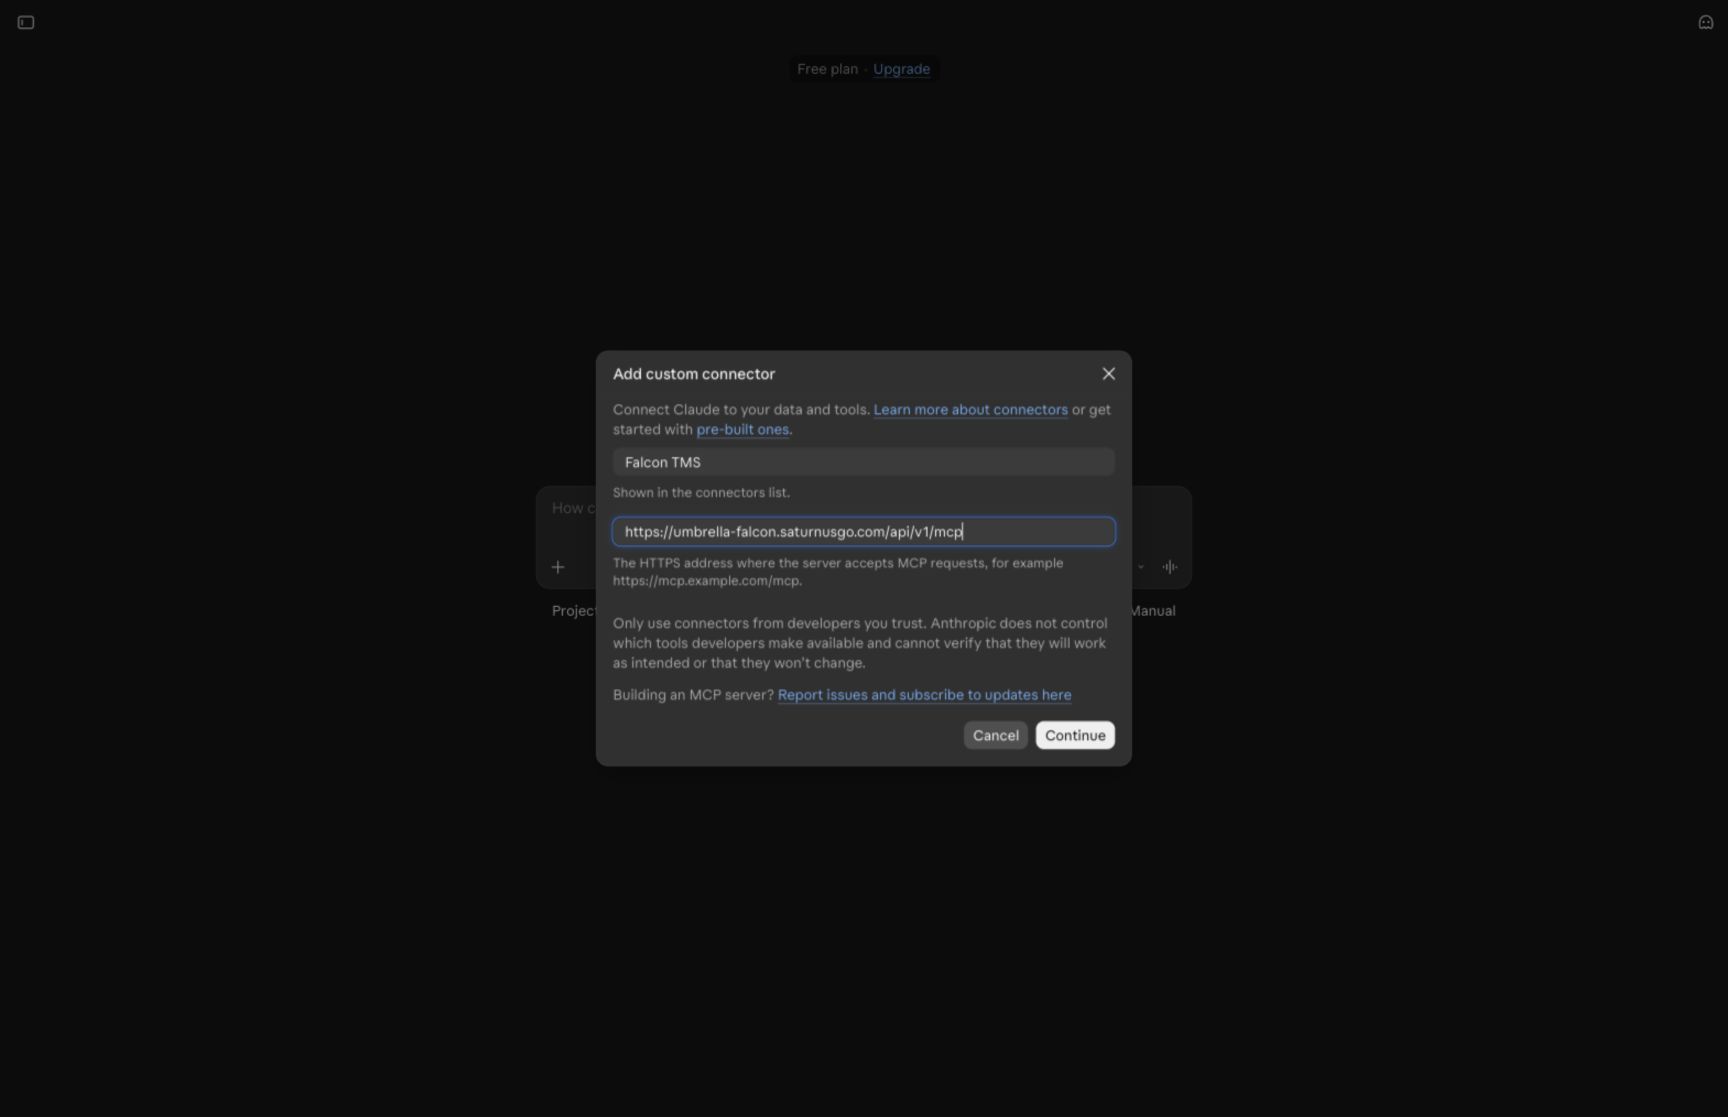 Free plan · Upgrade
Add custom connector
Connect Claude to your data and tools. Learn more about connectors or get
started with pre-built ones.
Falcon TMS
Shown in the connectors list.
How c
https://umbrella-falcon.saturnusgo.com/api/v1/mcp
The HTTPS address where the server accepts MCP requests, for example
https://mcp.example.com/mcp.
Project
Manual
Only use connectors from developers you trust. Anthropic does not control
which tools developers make available and cannot verify that they will work
as intended or that they won't change.
Building an MCP server? Report issues and subscribe to updates here
Cancel
Continue